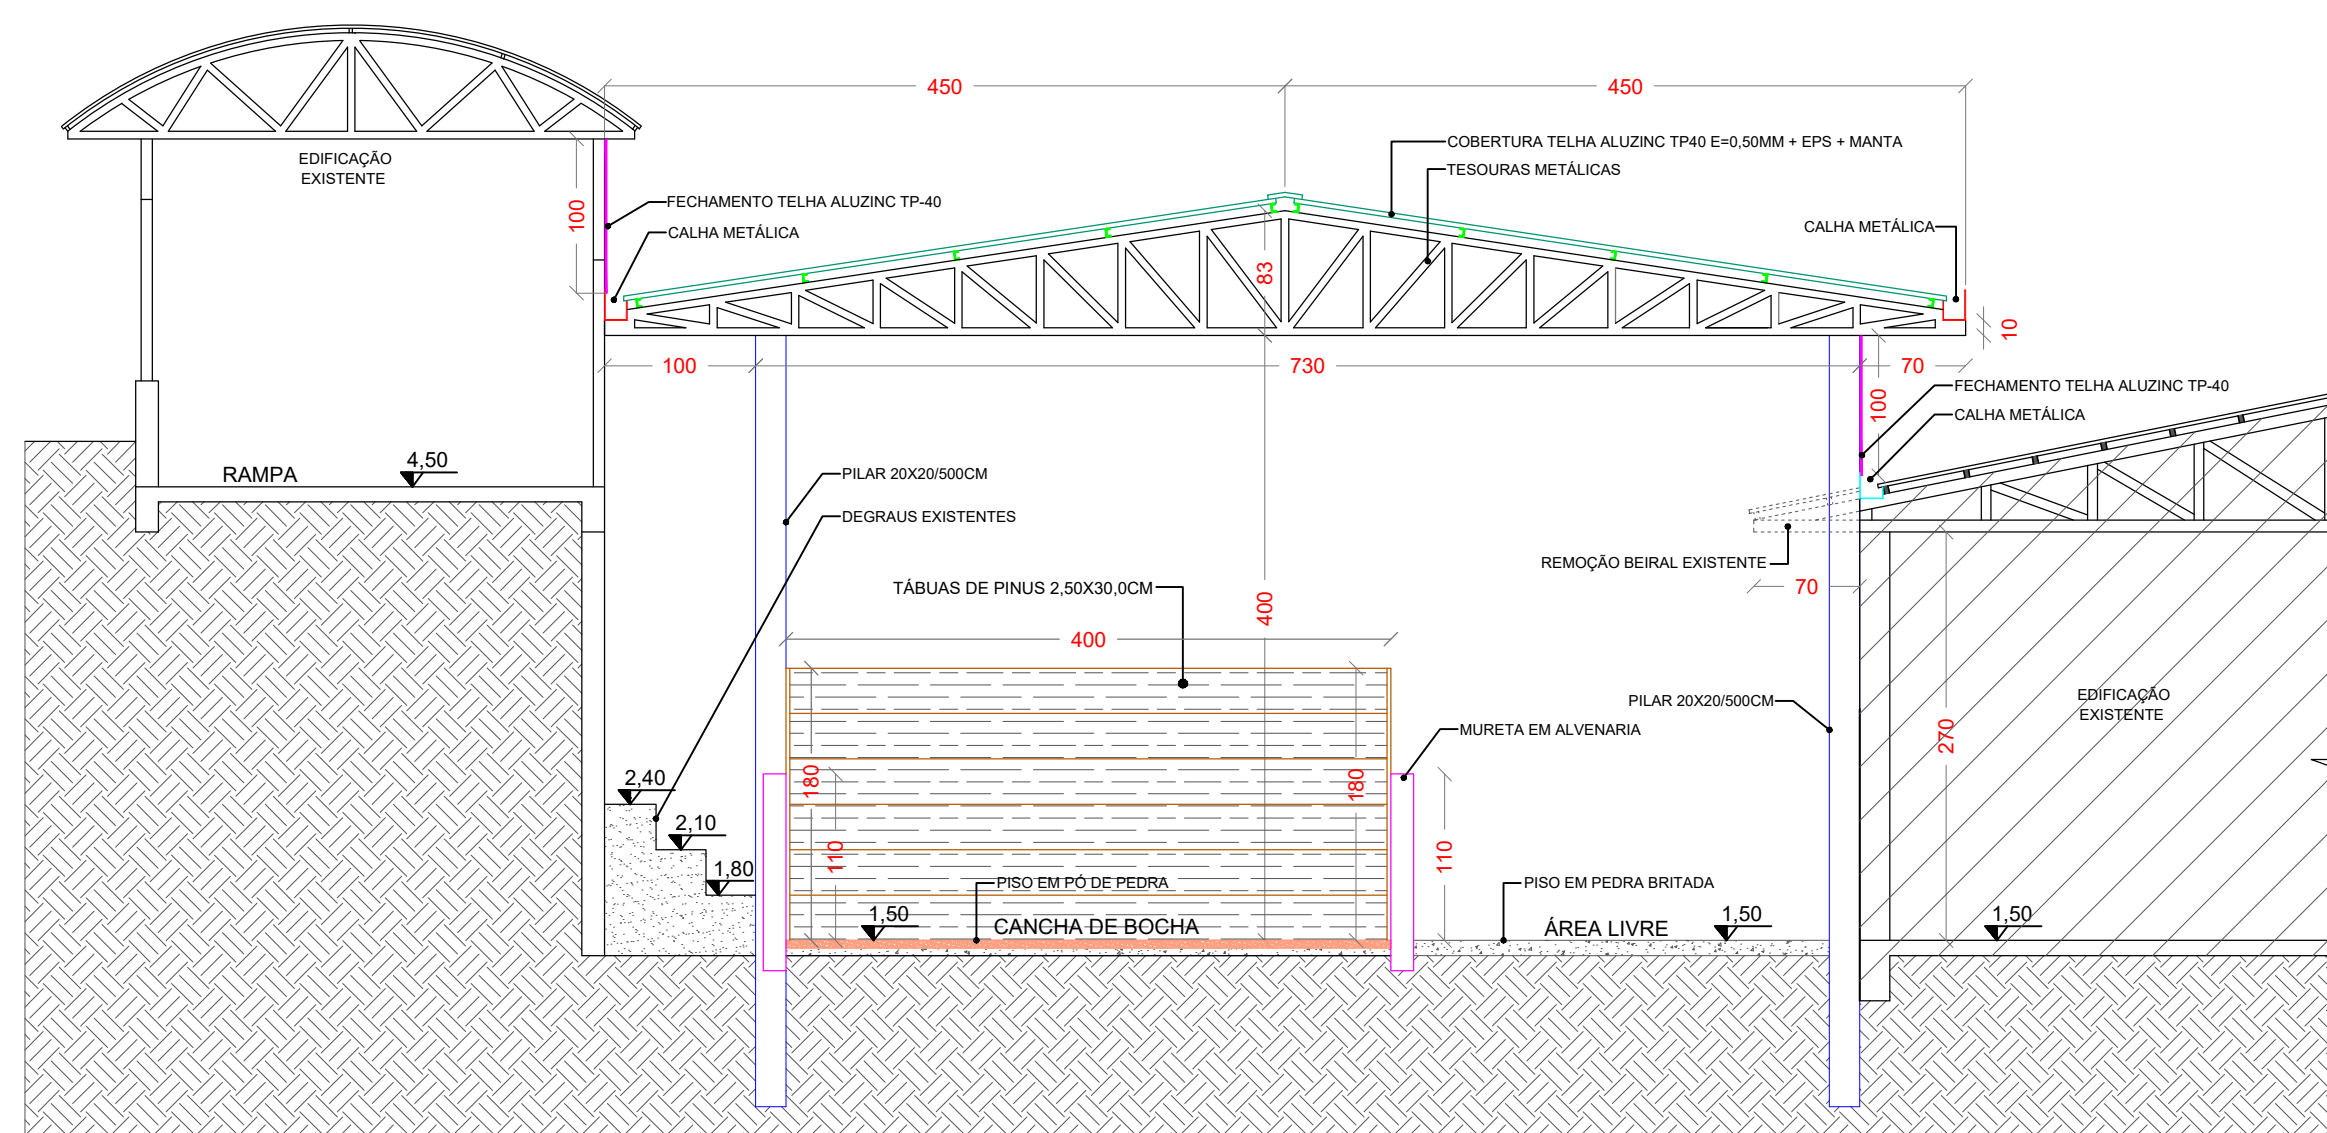 450
450
COBERTURA TELHA ALUZINC TP40 E=0,50MM + EPS + MANTA
EDIFICAÇÃO
EXISTENTE
TESOURAS METÁLICAS
FECHAMENTO TELHA ALUZINC TP-40
100
CALHA METÁLICA
CALHA METÁLICA
83
10
100
730
70
FECHAMENTO TELHA ALUZINC TP-40
100
CALHA METÁLICA
4,50
RAMPA
PILAR 20X20/500CM
DEGRAUS EXISTENTES
REMOÇÃO BEIRAL EXISTENTE
TÁBUAS DE PINUS 2,50X30,0CM
70
400
400
EDIFICAÇÃO
EXISTENTE
PILAR 20X20/500CM
MURETA EM ALVENARIA
270
2,40
180
180
2,10
110
110
1,80
PISO EM PÓ DE PEDRA
PISO EM PEDRA BRITADA
1,50
CANCHA DE BOCHA
ÁREA LIVRE
1,50
1,50